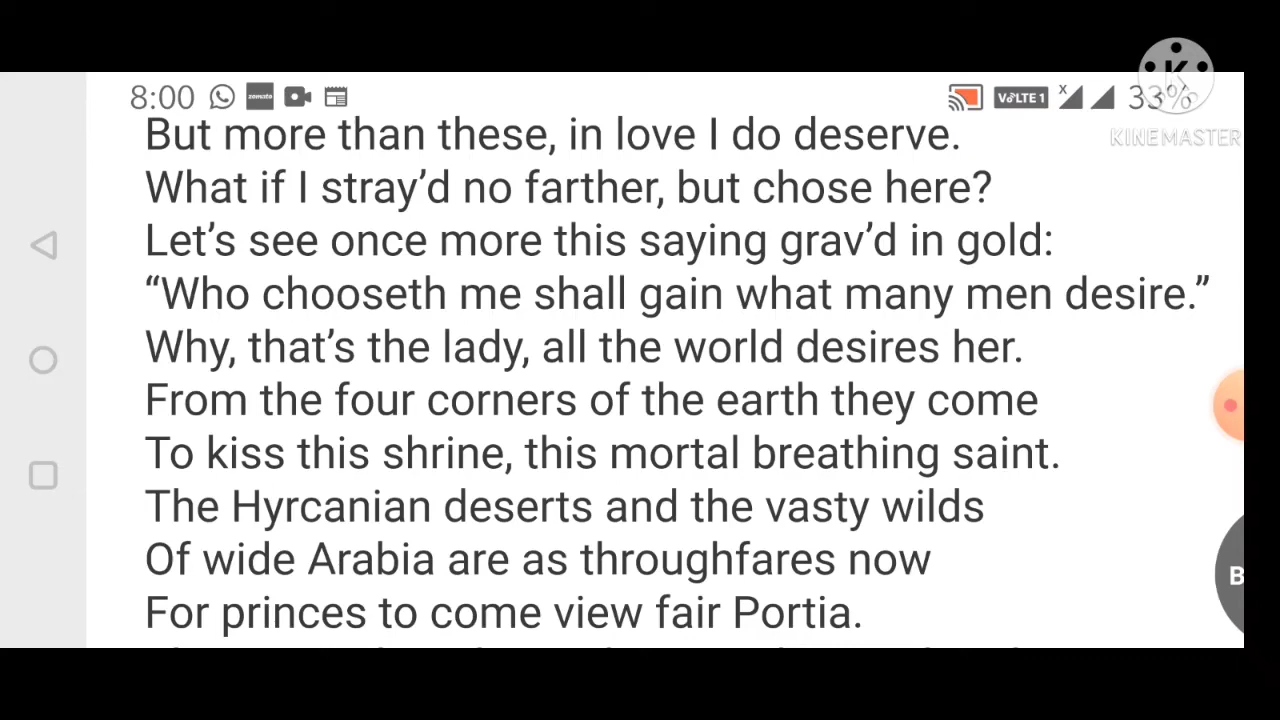 8:00 zomato VoLTE 1 X 33%
KINEMASTER
But more than these, in love I do deserve.
What if I stray’d no farther, but chose here?
Let’s see once more this saying grav’d in gold:
“Who chooseth me shall gain what many men desire.”
Why, that’s the lady, all the world desires her.
From the four corners of the earth they come
To kiss this shrine, this mortal breathing saint.
The Hyrcanian deserts and the vasty wilds
Of wide Arabia are as throughfares now
B
For princes to come view fair Portia.